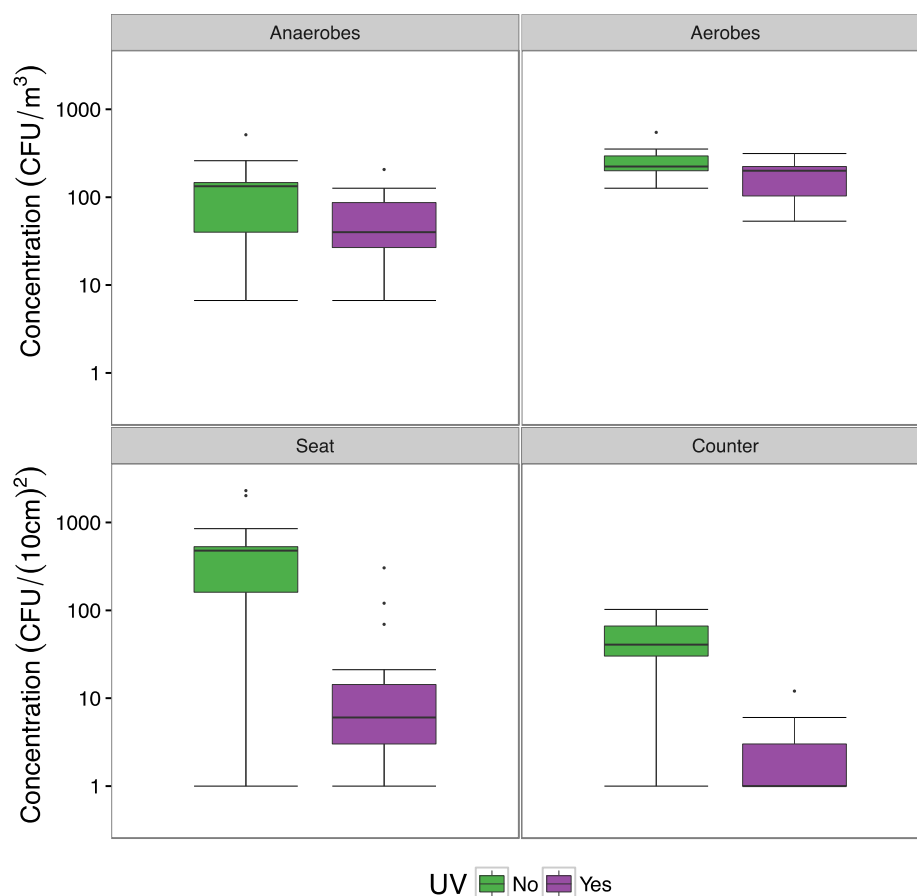 Anaerobes
Aerobes
Concentration (CFU/m³)
1000
100
10
1
Seat
Counter
Concentration (CFU/(10cm)²)
1000
100
10
1
UV No Yes